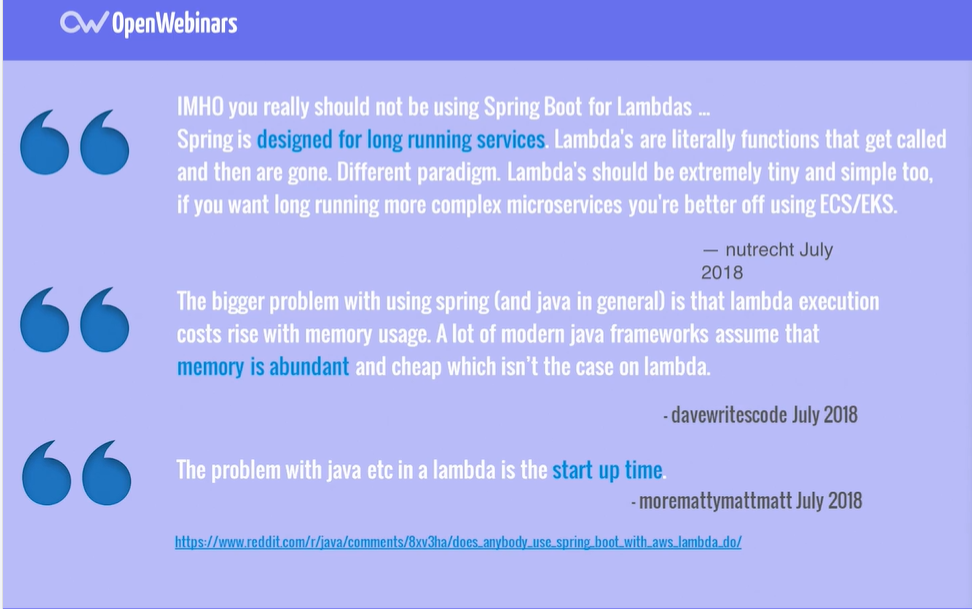 OpenWebinars
IMHO you really should not be using Spring Boot for Lambdas ...
Spring is designed for long running services. Lambda's are literally functions that get called
and then are gone. Different paradigm. Lambda's should be extremely tiny and simple too,
if you want long running more complex microservices you're better off using ECS/EKS.
— nutrecht July
2018
The bigger problem with using spring (and java in general) is that lambda execution
costs rise with memory usage. A lot of modern java frameworks assume that
memory is abundant and cheap which isn’t the case on lambda.
- davewritescode July 2018
The problem with java etc in a lambda is the start up time.
- moremattymattmatt July 2018
https://www.reddit.com/r/java/comments/8xv3ha/does_anybody_use_spring_boot_with_aws_lambda_do/